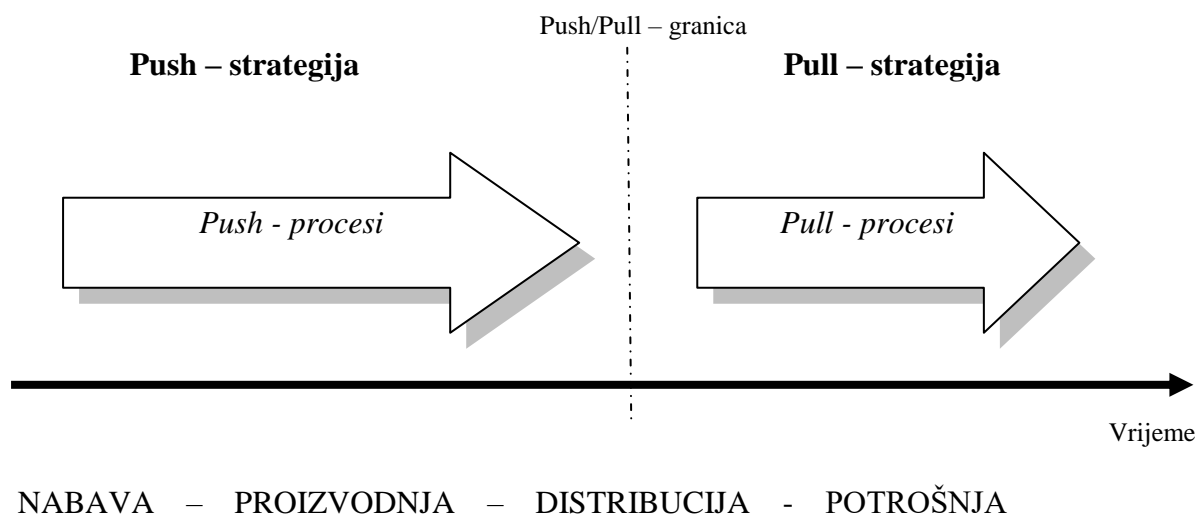 Push/Pull – granica
Push – strategija
Pull – strategija
Push - procesi
Pull - procesi
Vrijeme
NABAVA – PROIZVODNJA – DISTRIBUCIJA - POTROŠNJA